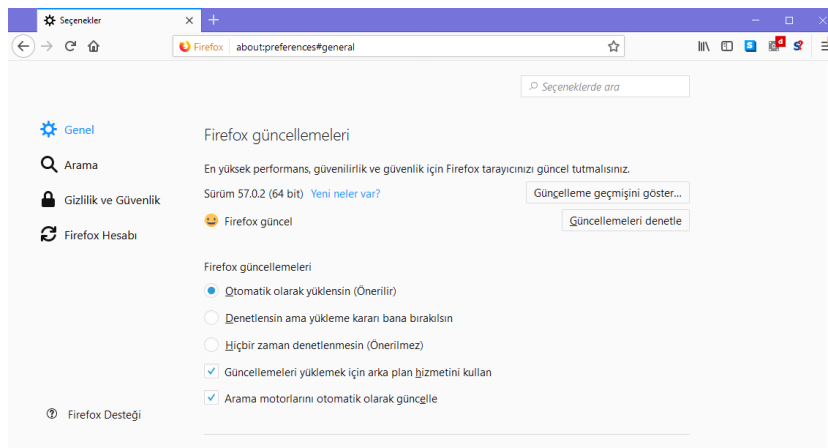 Seçenekler
Firefox about:preferences#general
Seçeneklerde ara
Genel
Arama
Gizlilik ve Güvenlik
Firefox Hesabı
Firefox Desteği
Firefox güncellemeleri
En yüksek performans, güvenilirlik ve güvenlik için Firefox tarayıcınızı güncel tutmalısınız.
Sürüm 57.0.2 (64 bit) Yeni neler var? Güncelleme geçmişini göster...
Firefox güncel Güncellemeleri denetle
Firefox güncellemeleri
Otomatik olarak yüklensin (Önerilir)
Denetlensin ama yükleme kararı bana bırakılsın
Hiçbir zaman denetlenmesin (Önerilmez)
Güncellemeleri yüklemek için arka plan hizmetini kullan
Arama motorlarını otomatik olarak güncelle